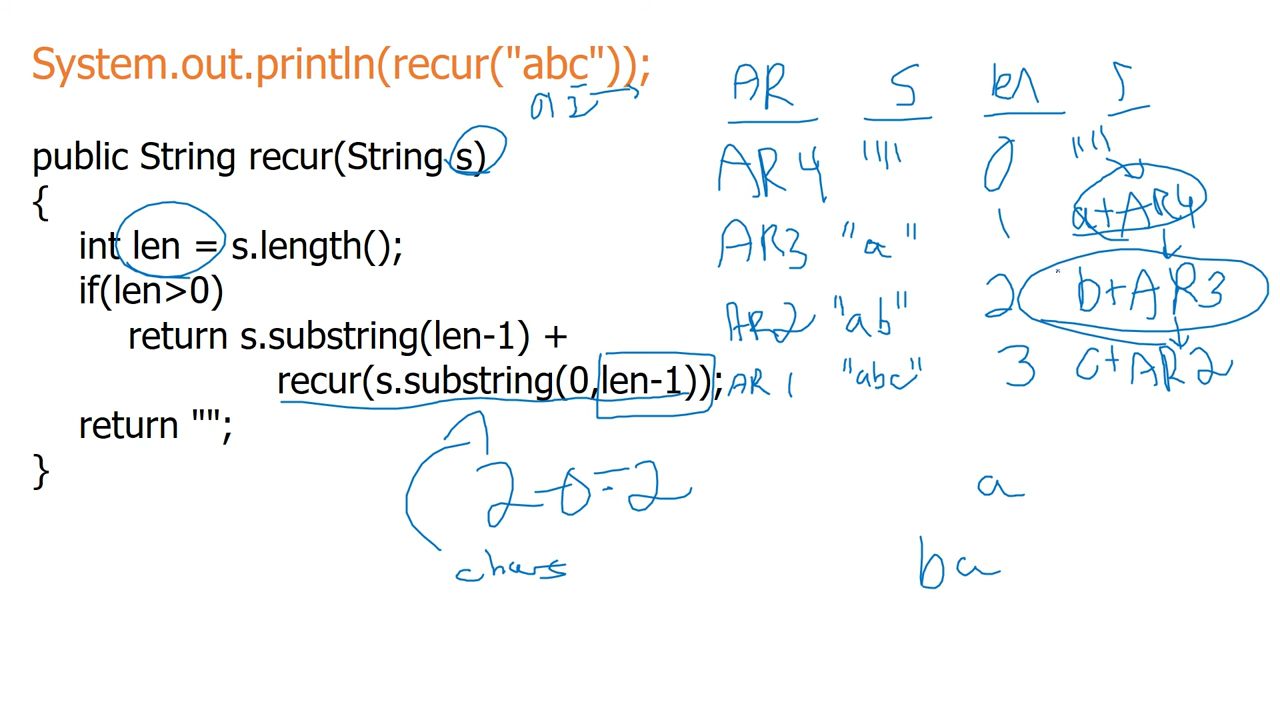 System.out.println(recur("abc"));
012
public String recur(String s)
{
int len = s.length();
if(len>0)
return s.substring(len-1) +
recur(s.substring(0,len-1));
return "";
}
2-0=2
chars
AR S len
AR4 "" 0 ""
AR3 "a" 1 a+AR4
AR2 "ab" 2 b+AR3
AR1 "abc" 3 c+AR2
a
ba